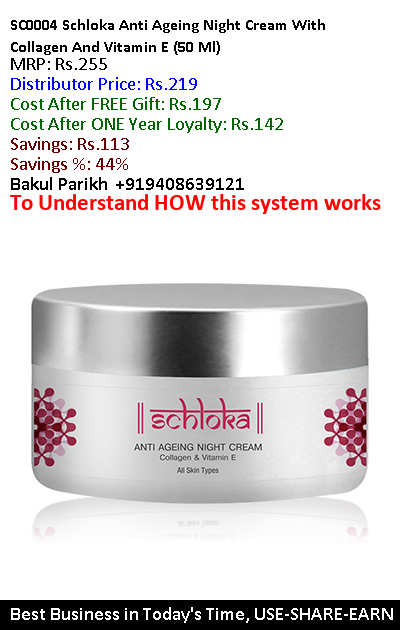 SC0004 Schloka Anti Ageing Night Cream With
Collagen And Vitamin E (50 Ml)
MRP: Rs.255
Distributor Price: Rs.219
Cost After FREE Gift: Rs.197
Cost After ONE Year Loyalty: Rs.142
Savings: Rs.113
Savings %: 44%
Bakul Parikh +919408639121
To Understand HOW this system works
||schloka||
ANTI AGEING NIGHT CREAM
Collagen & Vitamin E
All Skin Types
Best Business in Today's Time, USE-SHARE-EARN